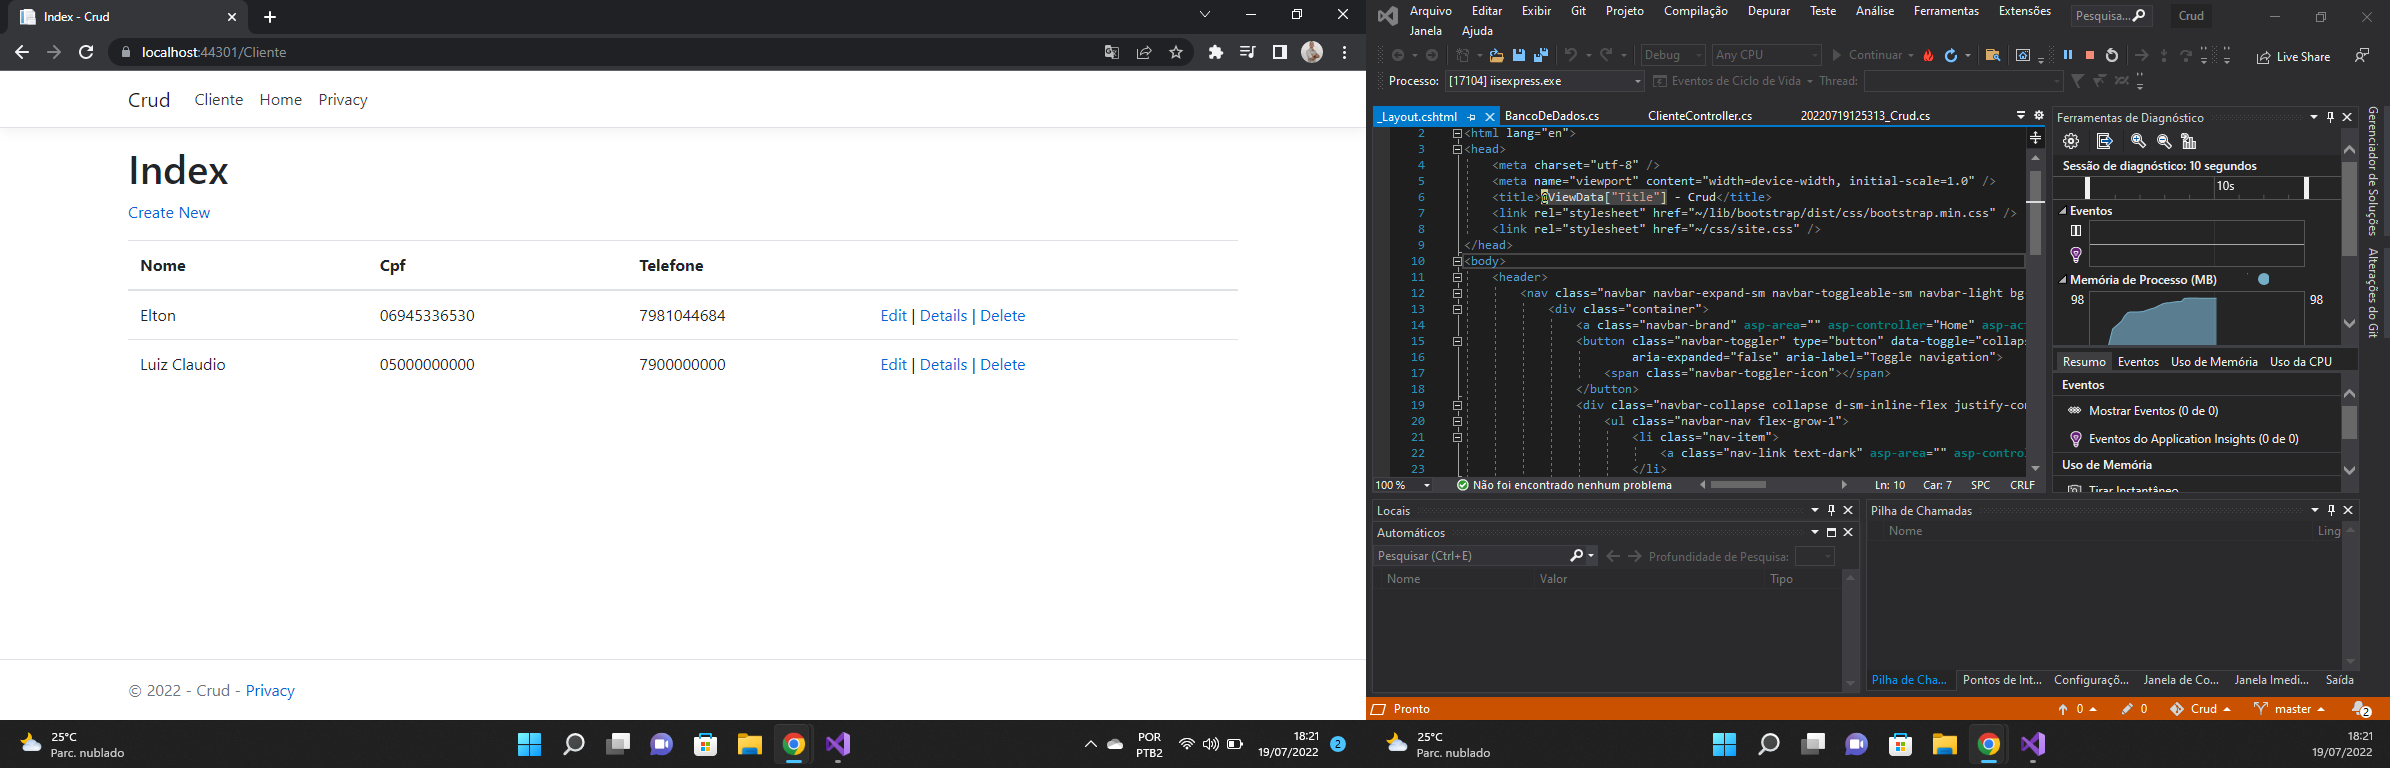 Index - Crud
localhost:44301/Cliente
Crud Cliente Home Privacy
Index
Create New
Nome Cpf Telefone
Elton 06945336530 7981044684 Edit | Details | Delete
Luiz Claudio 05000000000 7900000000 Edit | Details | Delete
© 2022 - Crud - Privacy
25°C
Parc. nublado
POR
PTB2
18:21
19/07/2022
2
Arquivo Editar Exibir Git Projeto Compilação Depurar Teste Análise Ferramentas Extensões
Janela Ajuda
Pesquisa...
Crud
Debug Any CPU Continuar Live Share
Processo: [17104] iisexpress.exe Eventos de Ciclo de Vida Thread:
_Layout.cshtml BancoDeDados.cs ClienteController.cs 20220719125313_Crud.cs
2 <html lang="en">
3 <head>
4 <meta charset="utf-8" />
5 <meta name="viewport" content="width=device-width, initial-scale=1.0" />
6 <title>@ViewData["Title"] - Crud</title>
7 <link rel="stylesheet" href="~/lib/bootstrap/dist/css/bootstrap.min.css" />
8 <link rel="stylesheet" href="~/css/site.css" />
9 </head>
10 <body>
11 <header>
12 <nav class="navbar navbar-expand-sm navbar-toggleable-sm navbar-light bg
13 <div class="container">
14 <a class="navbar-brand" asp-area="" asp-controller="Home" asp-ac
15 <button class="navbar-toggler" type="button" data-toggle="collaps
16 aria-expanded="false" aria-label="Toggle navigation">
17 <span class="navbar-toggler-icon"></span>
18 </button>
19 <div class="navbar-collapse collapse d-sm-inline-flex justify-co
20 <ul class="navbar-nav flex-grow-1">
21 <li class="nav-item">
22 <a class="nav-link text-dark" asp-area="" asp-contro
23 </li>
100 % Não foi encontrado nenhum problema Ln: 10 Car: 7 SPC CRLF
Ferramentas de Diagnóstico
Sessão de diagnóstico: 10 segundos
10s
Eventos
Memória de Processo (MB)
98 98
Resumo Eventos Uso de Memória Uso da CPU
Eventos
Mostrar Eventos (0 de 0)
Eventos do Application Insights (0 de 0)
Uso de Memória
Tirar Instantâneo
Gerenciador de Soluções
Alterações do Git
Locais
Automáticos
Pesquisar (Ctrl+E) Profundidade de Pesquisa:
Nome Valor Tipo
Pilha de Chamadas
Nome Ling
Pilha de Cha... Pontos de Int... Configuraçõ... Janela de Co... Janela Imedi... Saída
Pronto 0 0 Crud master 2
25°C
Parc. nublado
18:21
19/07/2022